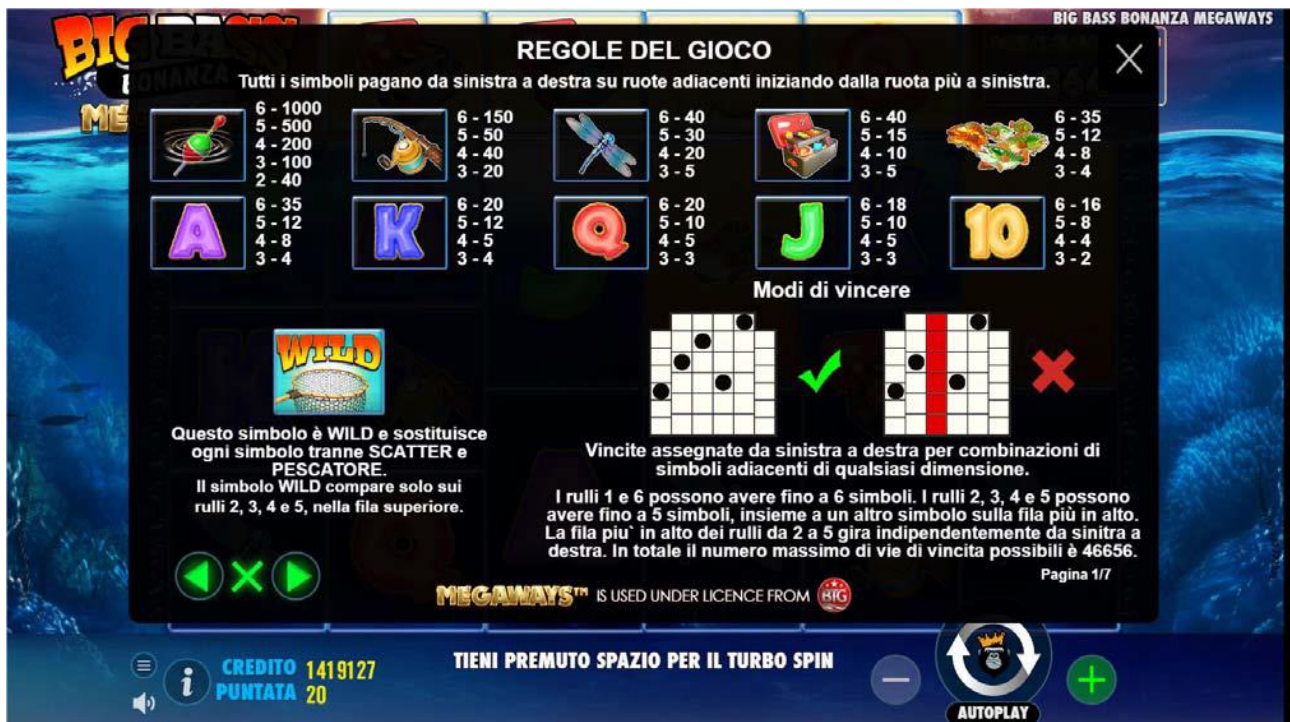 BIG BASS BONANZA MEGAWAYS
BIG BASS
BONANZA
REGOLE DEL GIOCO
Tutti i simboli pagano da sinistra a destra su ruote adiacenti iniziando dalla ruota più a sinistra.
6 - 1000
5 - 500
4 - 200
3 - 100
2 - 40
6 - 150
5 - 50
4 - 40
3 - 20
6 - 40
5 - 30
4 - 20
3 - 5
6 - 40
5 - 15
4 - 10
3 - 5
6 - 35
5 - 12
4 - 8
3 - 4
A
6 - 35
5 - 12
4 - 8
3 - 4
K
6 - 20
5 - 12
4 - 5
3 - 4
Q
6 - 20
5 - 10
4 - 5
3 - 3
J
6 - 18
5 - 10
4 - 5
3 - 3
10
6 - 16
5 - 8
4 - 4
3 - 2
WILD
Questo simbolo è WILD e sostituisce
ogni simbolo tranne SCATTER e
PESCATORE.
Il simbolo WILD compare solo sui
rulli 2, 3, 4 e 5, nella fila superiore.
Modi di vincere
Vincite assegnate da sinistra a destra per combinazioni di
simboli adiacenti di qualsiasi dimensione.
I rulli 1 e 6 possono avere fino a 6 simboli. I rulli 2, 3, 4 e 5 possono
avere fino a 5 simboli, insieme a un altro simbolo sulla fila più in alto.
La fila piu` in alto dei rulli da 2 a 5 gira indipendentemente da sinitra a
destra. In totale il numero massimo di vie di vincita possibili è 46656.
Pagina 1/7
MEGAWAYS™ IS USED UNDER LICENCE FROM BIG
CREDITO 1419127
PUNTATA 20
TIENI PREMUTO SPAZIO PER IL TURBO SPIN
AUTOPLAY